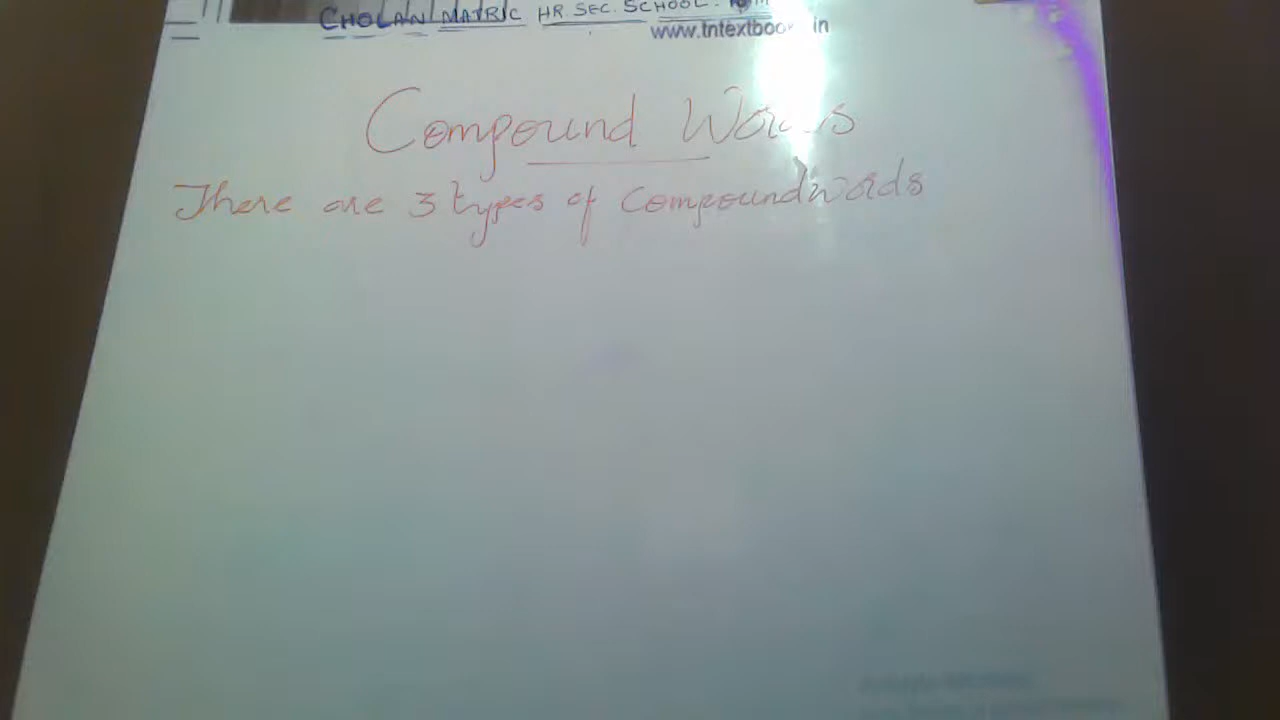 CHOLAN MATRIC HR.SEC.SCHOOL.
Compound Words
There are 3 types of Compoundwords